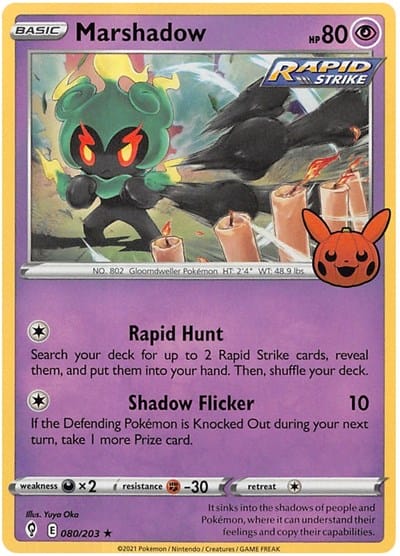 BASIC Marshadow HP 80
RAPID
STRIKE
NO. 802 Gloomdweller Pokémon HT: 2'4" WT: 48.9 lbs.
Rapid Hunt
Search your deck for up to 2 Rapid Strike cards, reveal
them, and put them into your hand. Then, shuffle your deck.
Shadow Flicker 10
If the Defending Pokémon is Knocked Out during your next
turn, take 1 more Prize card.
weakness ×2 resistance -30 retreat
Illus. Yuya Oka
E 080/203 ★
It sinks into the shadows of people and
Pokémon, where it can understand their
feelings and copy their capabilities.
©2021 Pokémon / Nintendo / Creatures / GAME FREAK